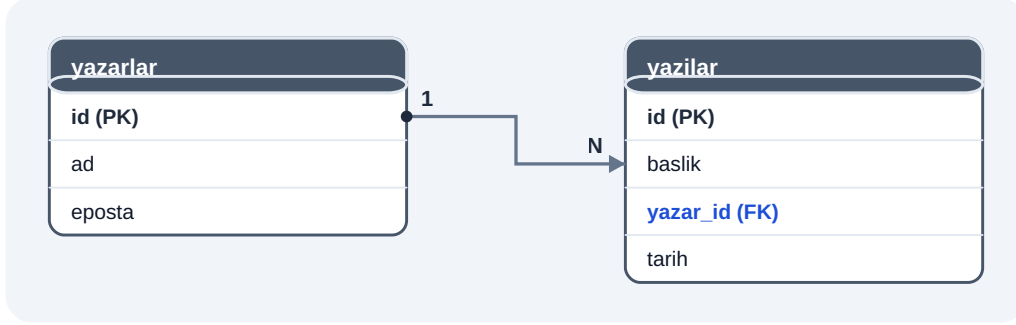 yazarlar
id (PK)
ad
eposta
1
N
yazilar
id (PK)
baslik
yazar_id (FK)
tarih